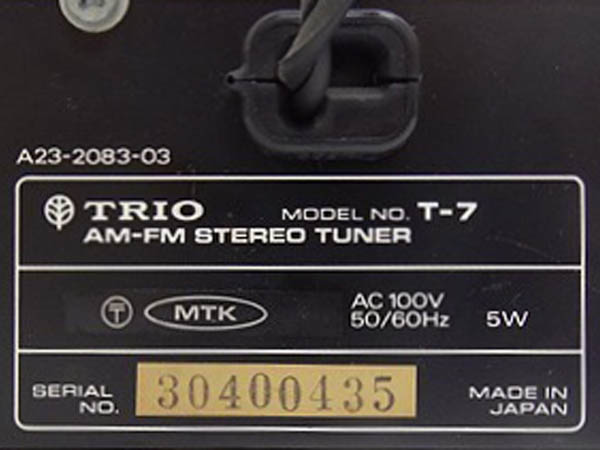 A23-2083-03
TRIO MODEL NO. T-7
AM-FM STEREO TUNER
T MTK AC 100V
50/60Hz 5W
SERIAL NO. 30400435
MADE IN JAPAN